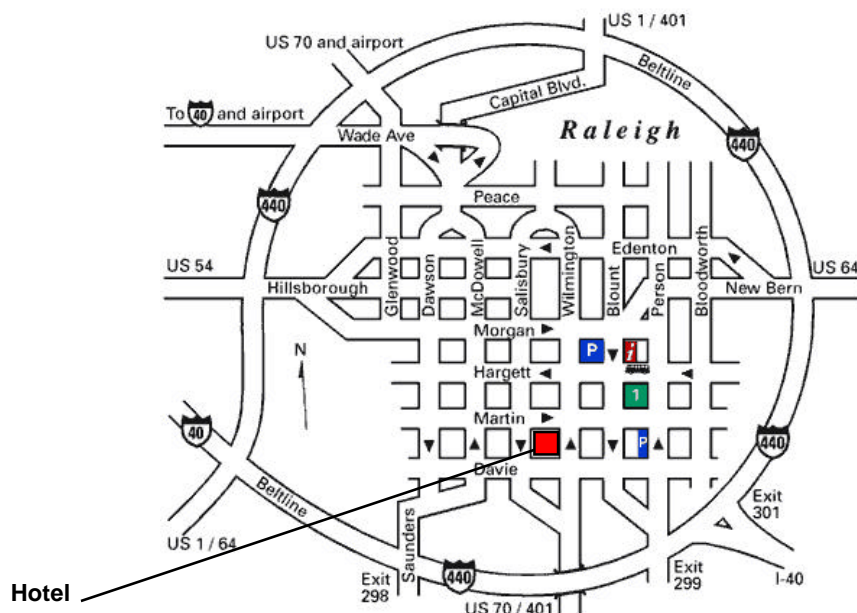 US 1 / 401
US 70 and airport
Beltline
Capital Blvd.
To 40 and airport
Wade Ave
Raleigh
440
440
Peace
Glenwood
Dawson
McDowell
Salisbury
Wilmington
Blount
Person
Bloodworth
Edenton
US 54
US 64
Hillsborough
New Bern
Morgan
N
P
i
Hargett
1
Martin
40
P
440
Davie
Beltline
Exit
301
US 1 / 64
Saunders
Hotel
Exit
298
440
Exit
299
I-40
US 70 / 401